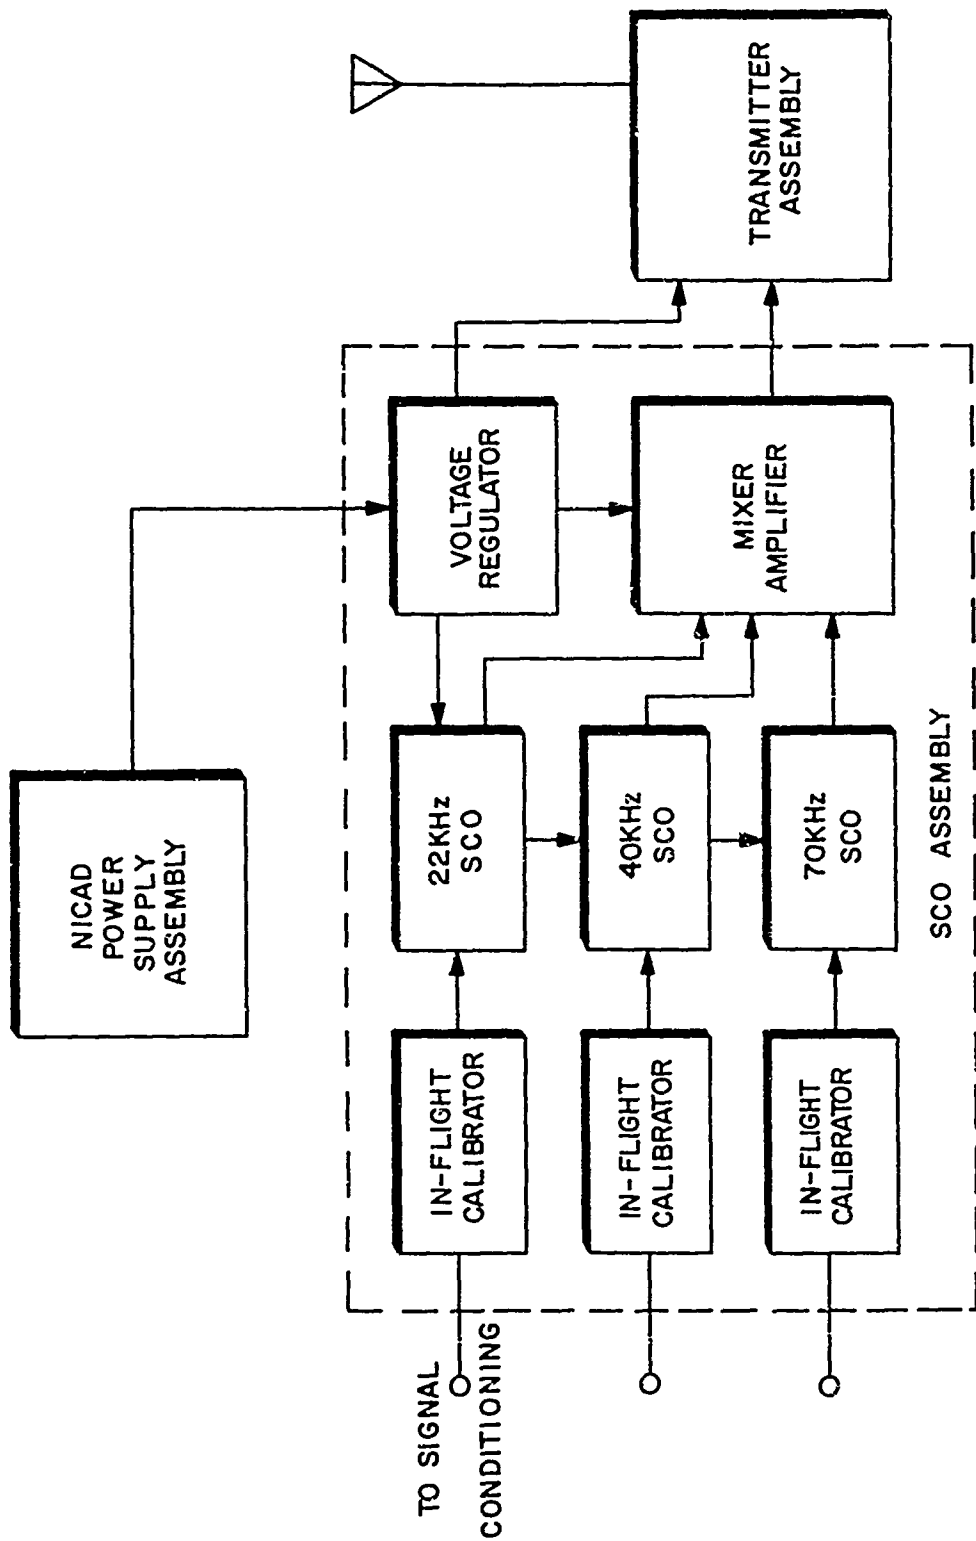 NICAD
POWER
SUPPLY
ASSEMBLY
TO SIGNAL
CONDITIONING
IN-FLIGHT
CALIBRATOR
22KHz
SCO
VOLTAGE
REGULATOR
IN-FLIGHT
CALIBRATOR
40KHz
SCO
IN-FLIGHT
CALIBRATOR
70KHz
SCO
MIXER
AMPLIFIER
TRANSMITTER
ASSEMBLY
SCO ASSEMBLY